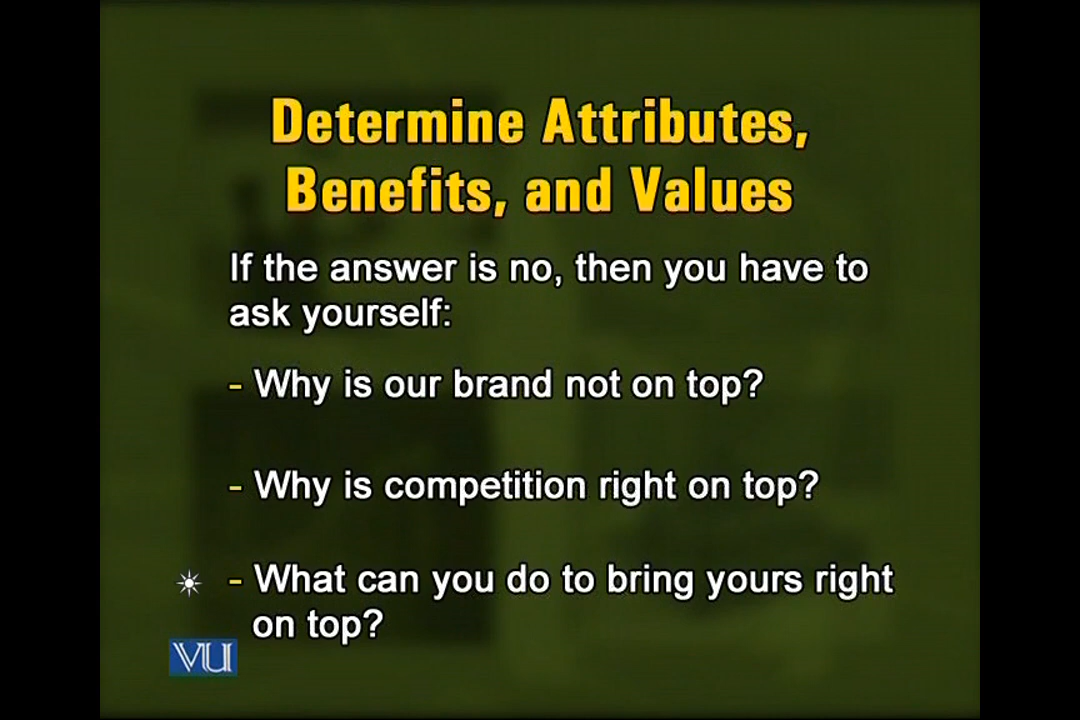 Determine Attributes,
Benefits, and Values
If the answer is no, then you have to
ask yourself:
- Why is our brand not on top?
- Why is competition right on top?
- What can you do to bring yours right
on top?
VU